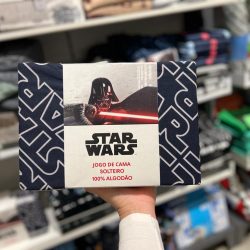 STAR
WARS
JOGO DE CAMA
SOLTEIRO
100% ALGODÃO